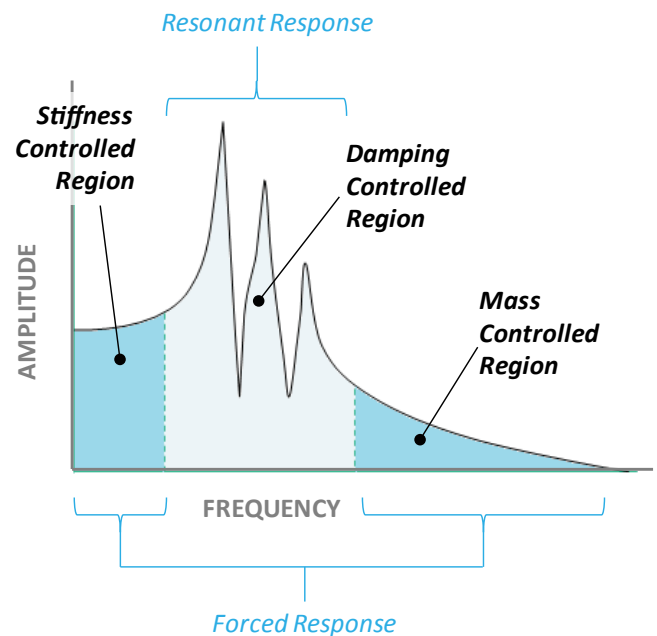 Resonant Response
Stiffness
Controlled
Region
Damping
Controlled
Region
Mass
Controlled
Region
AMPLITUDE
FREQUENCY
Forced Response